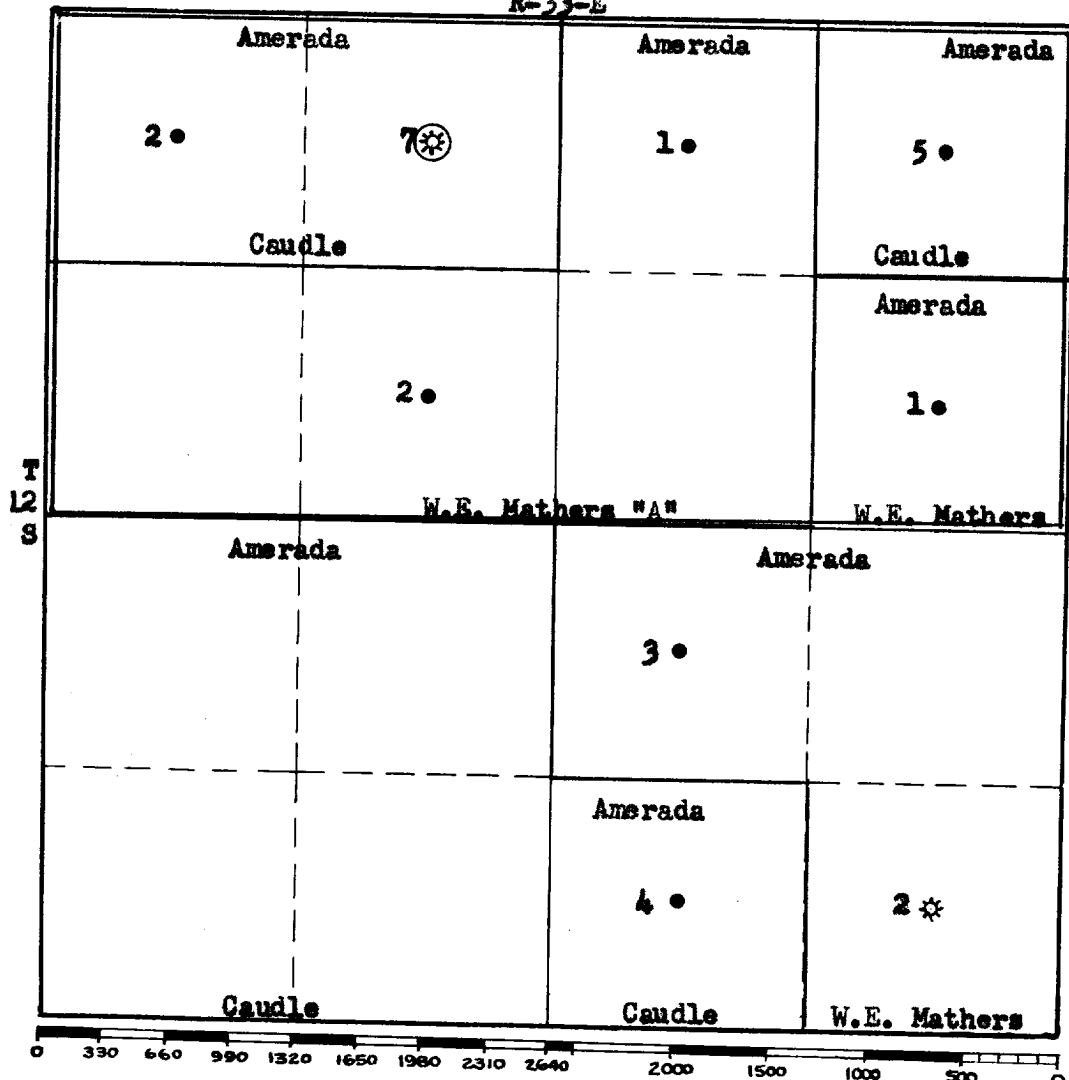 R-33-E
Amerada Amerada Amerada
2 7 1 5
Caudle Caudle
Amerada
2 1
T
12
S
W.E. Mathers "A" W.E. Mathers
Amerada Amerada
3
Amerada
4 2
Caudle Caudle W.E. Mathers
0 330 660 990 1320 1650 1980 2310 2640 2000 1500 1000 500 0